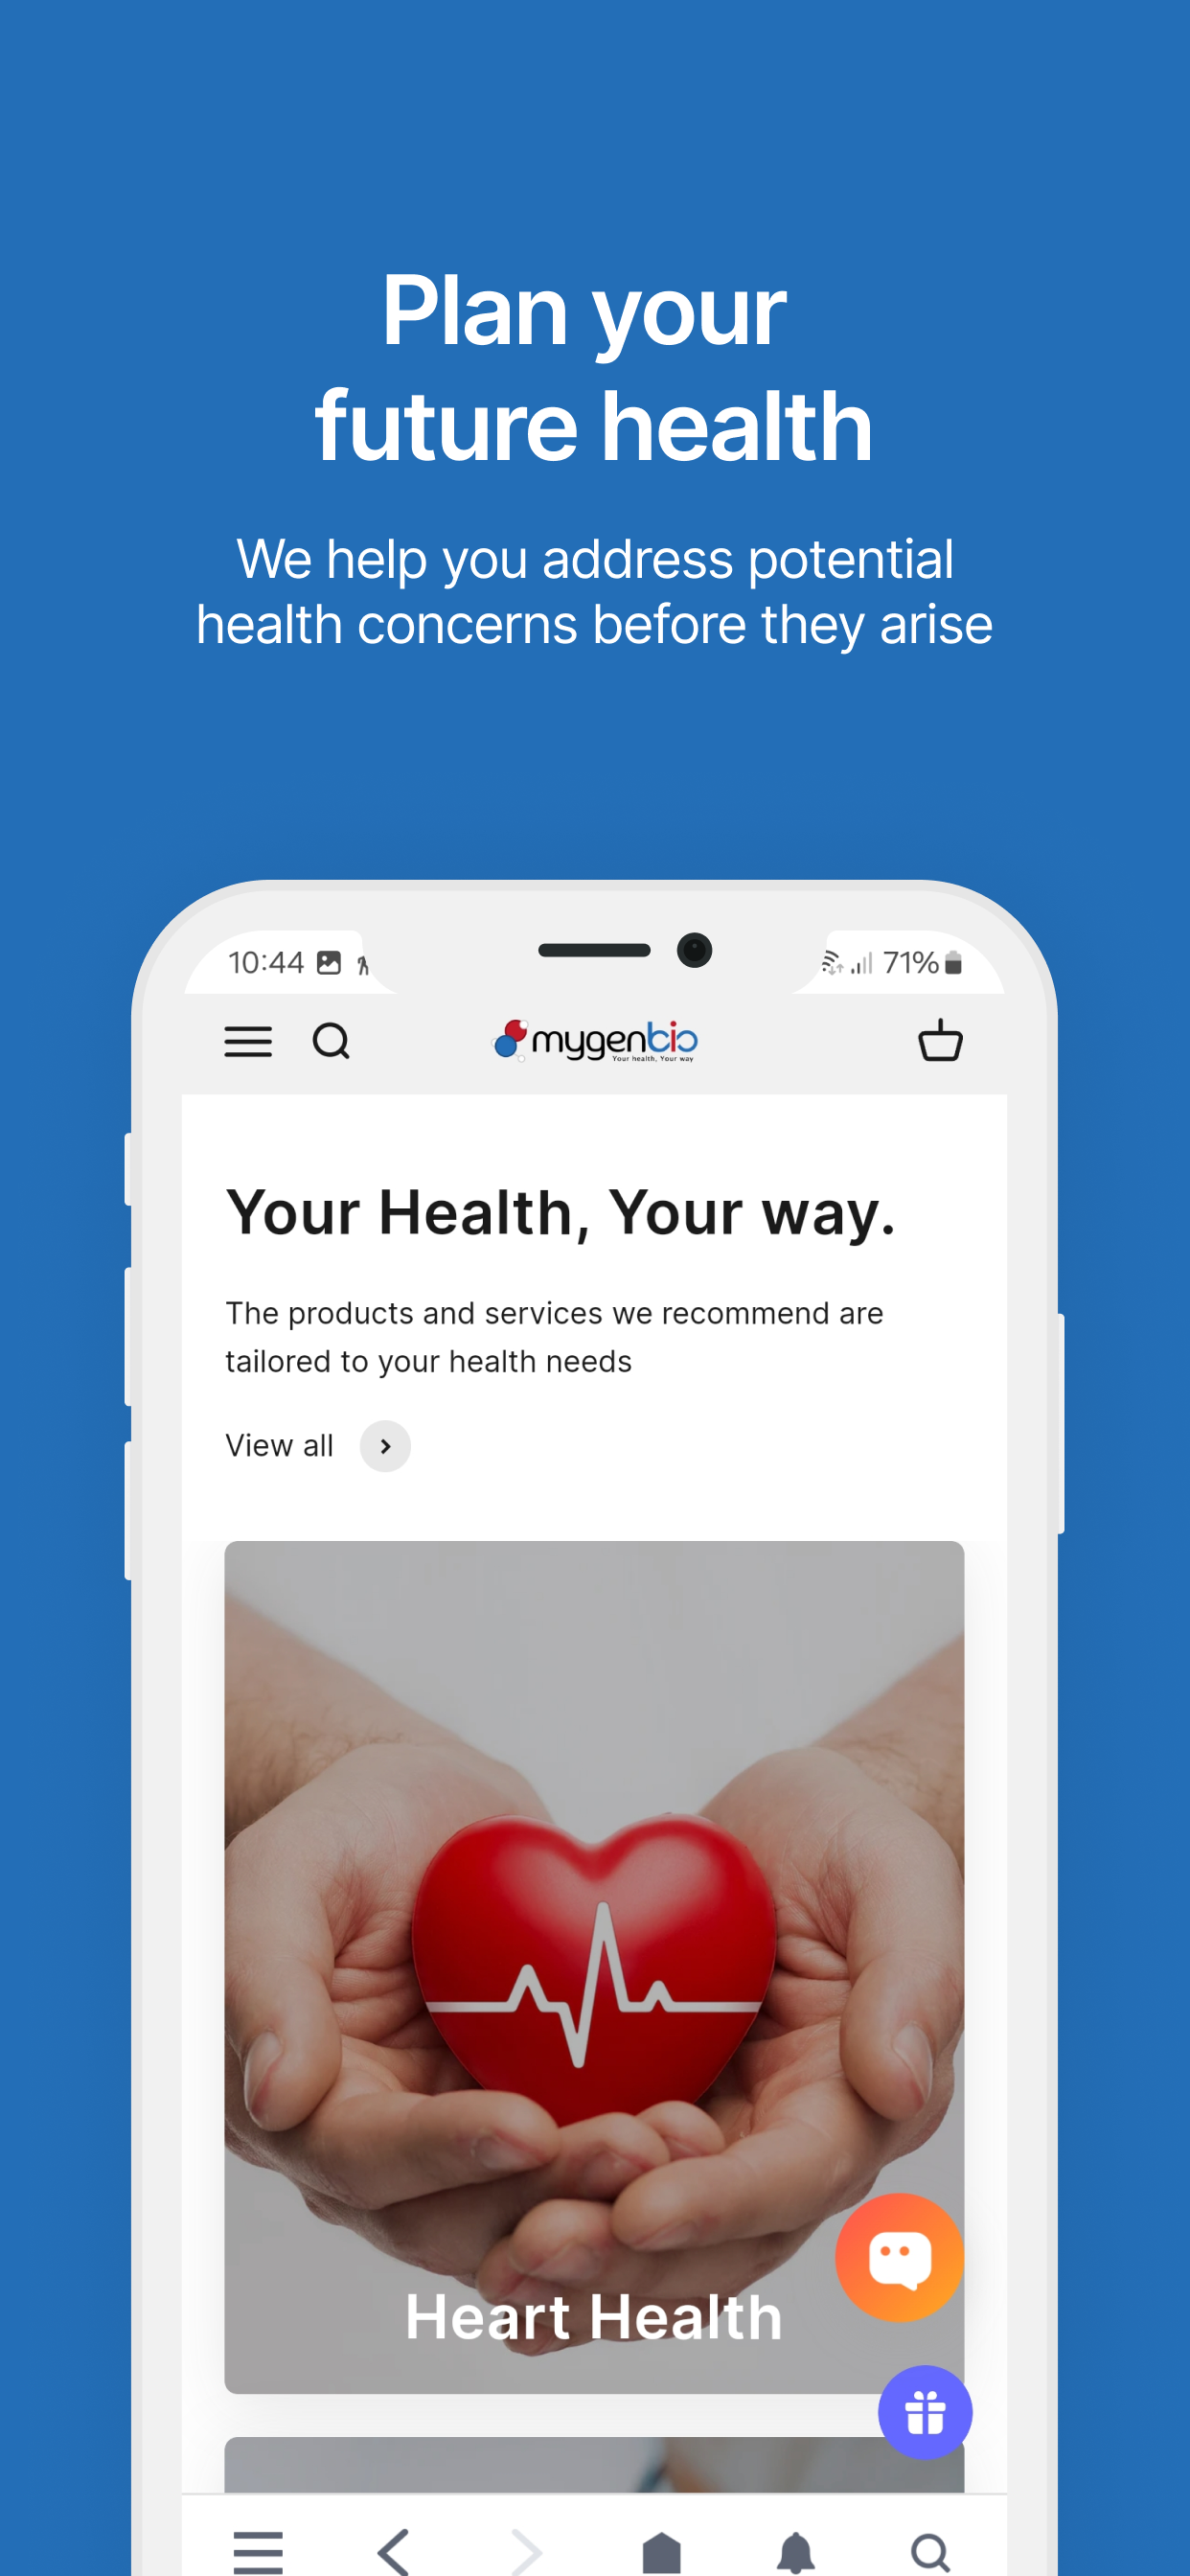 Plan your
future health
We help you address potential
health concerns before they arise
10:44
71%
mygenbio
Your health, Your way
Your Health, Your way.
The products and services we recommend are
tailored to your health needs
View all
Heart Health